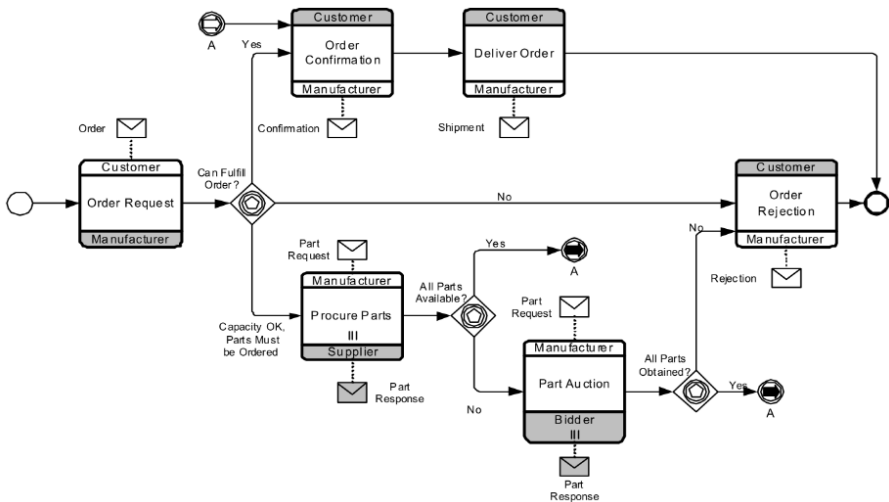 Customer
Order
Confirmation
Manufacturer
Customer
Deliver Order
Manufacturer
A
Yes
Confirmation
Shipment
Order
Customer
Order Request
Manufacturer
Can Fulfill
Order?
No
Customer
Order
Rejection
Manufacturer
Rejection
Capacity OK,
Parts Must
be Ordered
Part
Request
Manufacturer
Procure Parts
Supplier
Part
Response
All Parts
Available?
Yes
A
No
Part
Request
Manufacturer
Part Auction
Bidder
Part
Response
All Parts
Obtained?
No
Yes
A